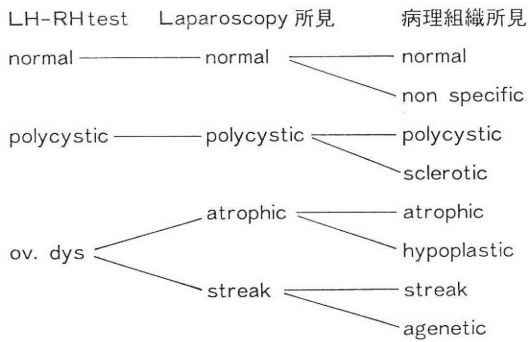 LH-RH test Laparoscopy 所見 病理組織所見
normal normal normal
non specific
polycystic polycystic polycystic
sclerotic
atrophic atrophic
ov. dys hypoplastic
streak streak
agenetic